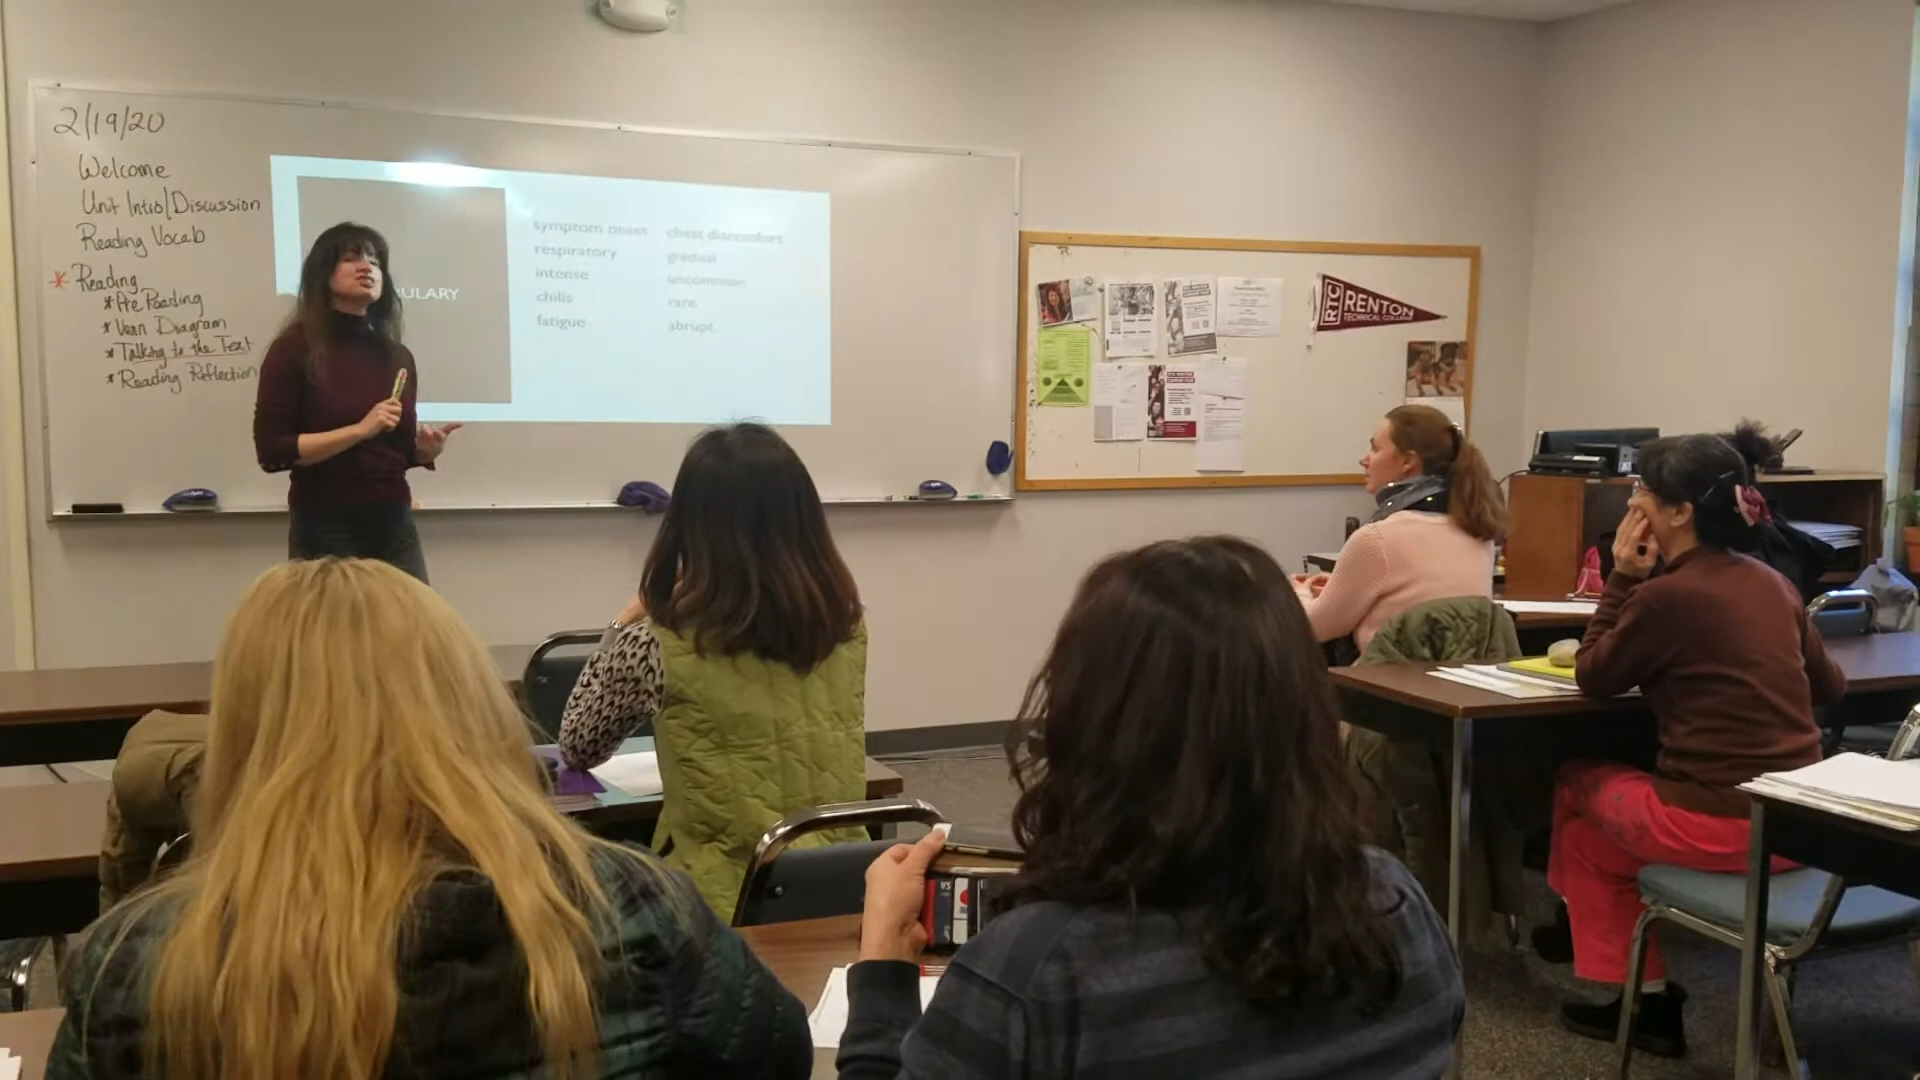 2/19/20
Welcome
Unit Intro/Discussion
Reading Vocab
* Reading
* Pre Reading
* Venn Diagram
* Talking to the Text
* Reading Reflection
ULARY
symptom onset
respiratory
intense
chills
fatigue
chest discomfort
gradual
uncommon
rare
abrupt
RTC
RENTON
TECHNICAL COLLEGE
VS